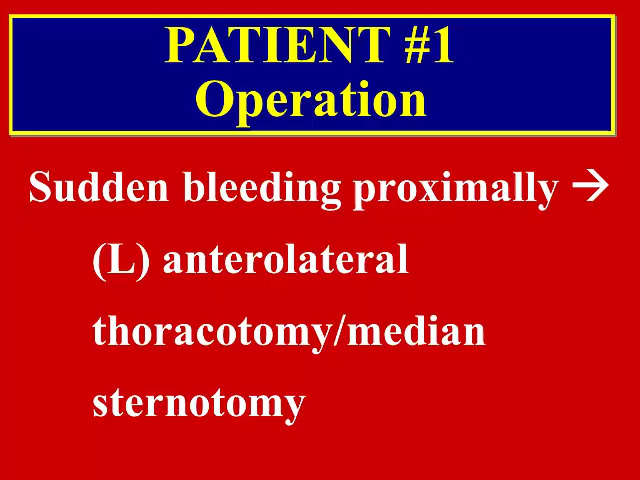 PATIENT #1
Operation
Sudden bleeding proximally →
(L) anterolateral
thoracotomy/median
sternotomy